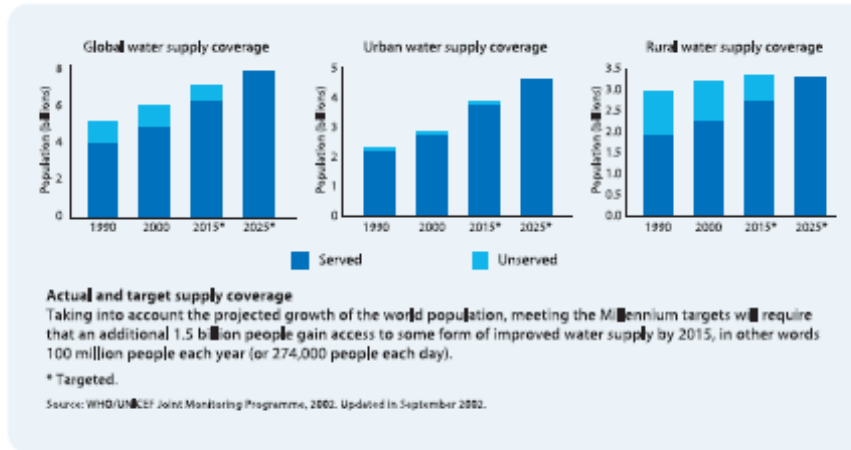 Global water supply coverage
Population (billions)
8
6
4
2
0
1990 2000 2015* 2025*
Urban water supply coverage
Population (billions)
5
4
3
2
1
0
1990 2000 2015* 2025*
Rural water supply coverage
Population (billions)
3.5
3.0
2.5
2.0
1.5
3.0
0.5
0.0
1990 2000 2015* 2025*
Served Unserved
Actual and target supply coverage
Taking into account the projected growth of the world population, meeting the Millennium targets will require
that an additional 1.5 billion people gain access to some form of improved water supply by 2015, in other words
100 million people each year (or 274,000 people each day).
* Targeted.
Source: WHO/UNICEF Joint Monitoring Programme, 2002. Updated in September 2002.